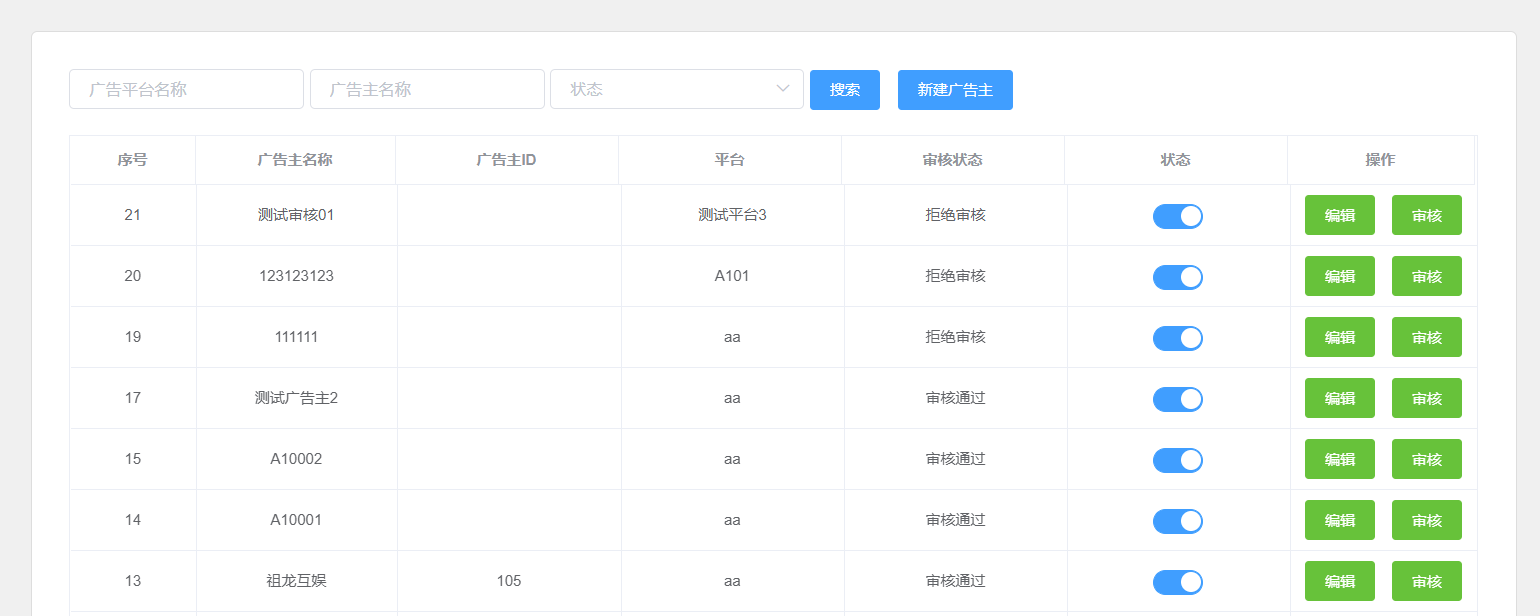 广告平台名称 广告主名称 状态 搜索 新建广告主
序号 广告主名称 广告主ID 平台 审核状态 状态 操作
21 测试审核01 测试平台3 拒绝审核 编辑 审核
20 123123123 A101 拒绝审核 编辑 审核
19 111111 aa 拒绝审核 编辑 审核
17 测试广告主2 aa 审核通过 编辑 审核
15 A10002 aa 审核通过 编辑 审核
14 A10001 aa 审核通过 编辑 审核
13 祖龙互娱 105 aa 审核通过 编辑 审核